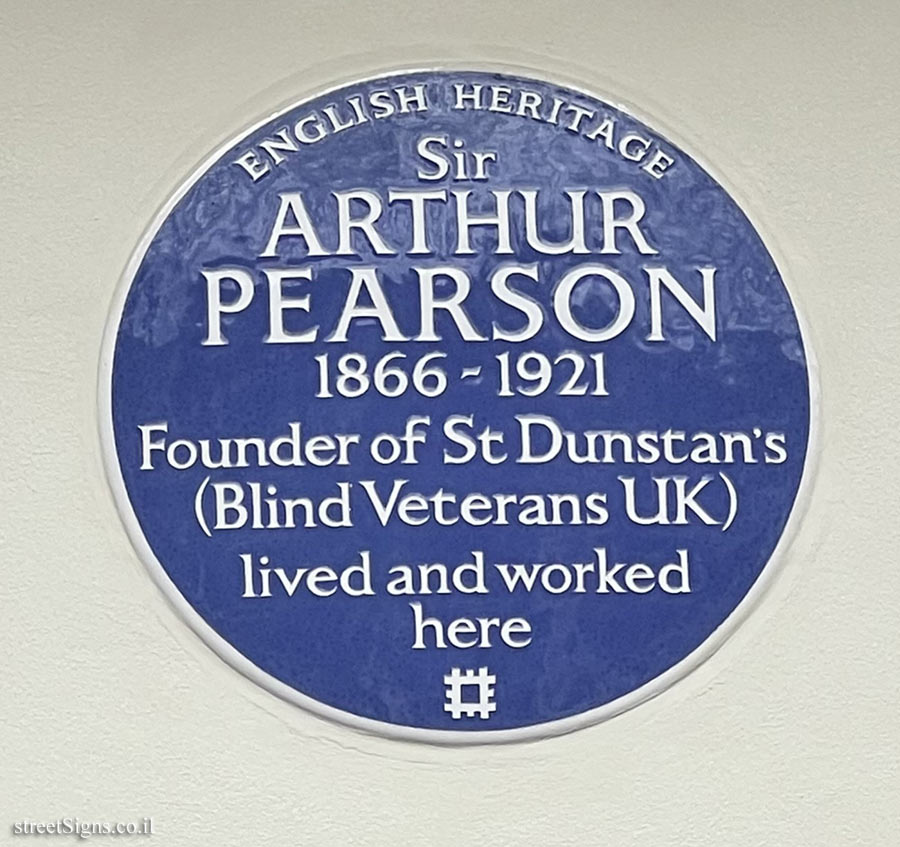 ENGLISH HERITAGE
Sir
ARTHUR
PEARSON
1866 - 1921
Founder of St Dunstan's
(Blind Veterans UK)
lived and worked
here
streetSigns.co.il